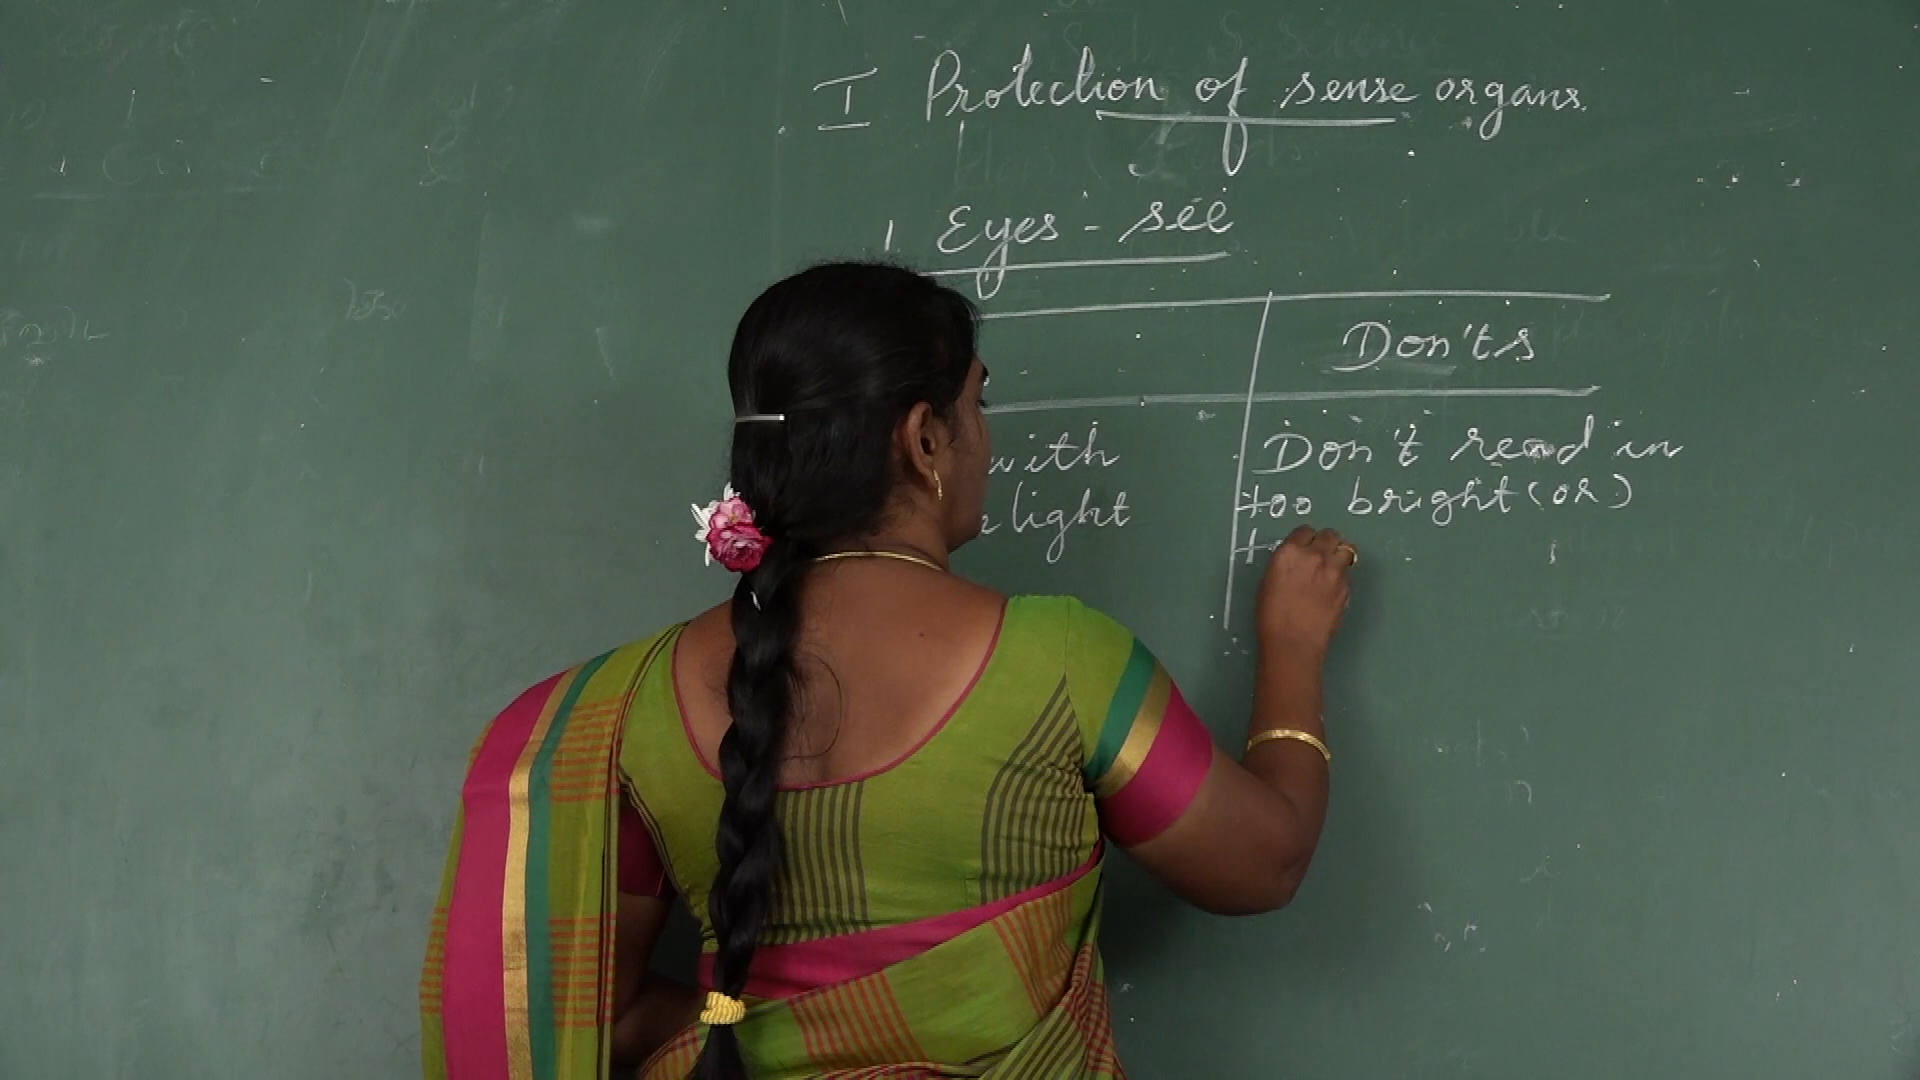 I Protection of sense organs.
1. Eyes - see
Don'ts
with Don't read in
light too bright (or)